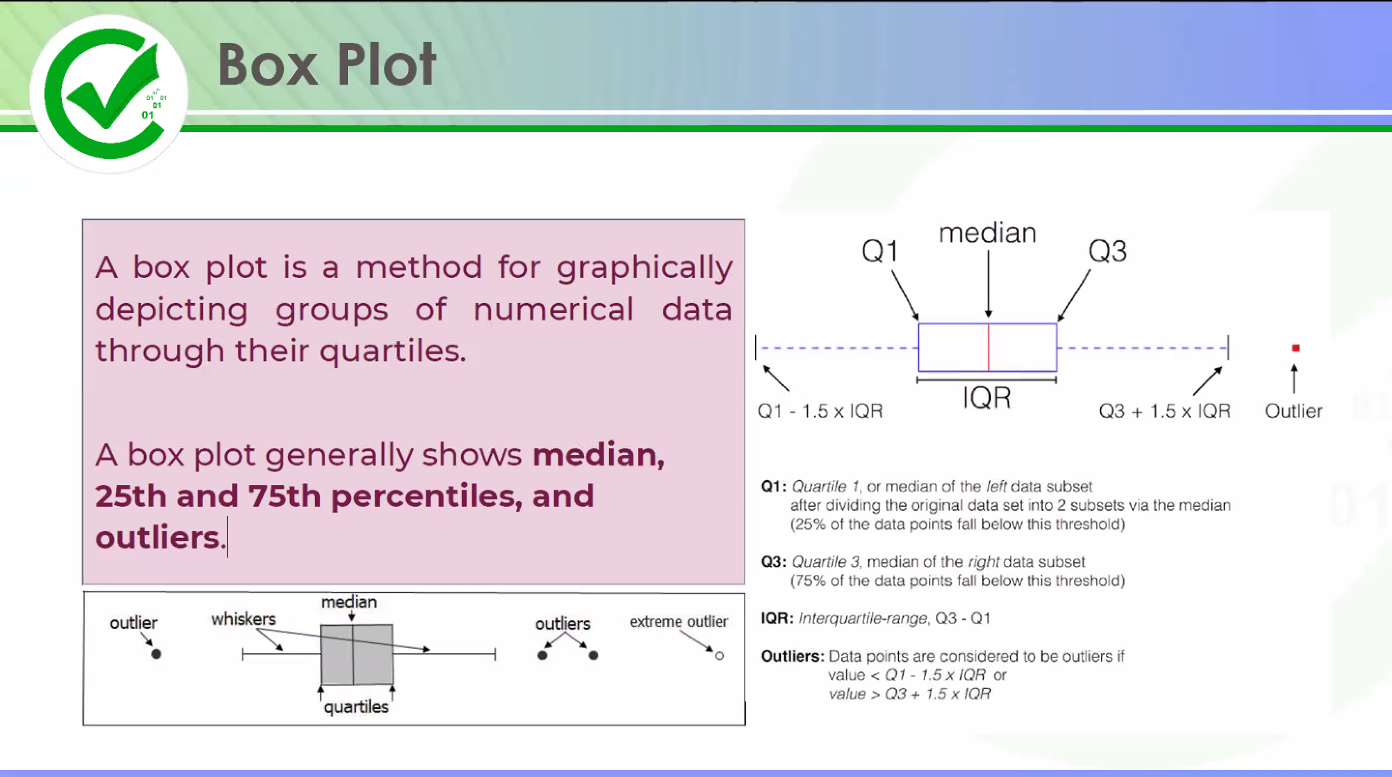 Box Plot
01 01
01
01
A box plot is a method for graphically
depicting groups of numerical data
through their quartiles.
A box plot generally shows median,
25th and 75th percentiles, and
outliers.
outlier
whiskers
median
outliers
extreme outlier
quartiles
Q1
median
Q3
IQR
Q1 - 1.5 x IQR
Q3 + 1.5 x IQR
Outlier
Q1: Quartile 1, or median of the left data subset
after dividing the original data set into 2 subsets via the median
(25% of the data points fall below this threshold)
Q3: Quartile 3, median of the right data subset
(75% of the data points fall below this threshold)
IQR: Interquartile-range, Q3 - Q1
Outliers: Data points are considered to be outliers if
value < Q1 - 1.5 x IQR or
value > Q3 + 1.5 x IQR